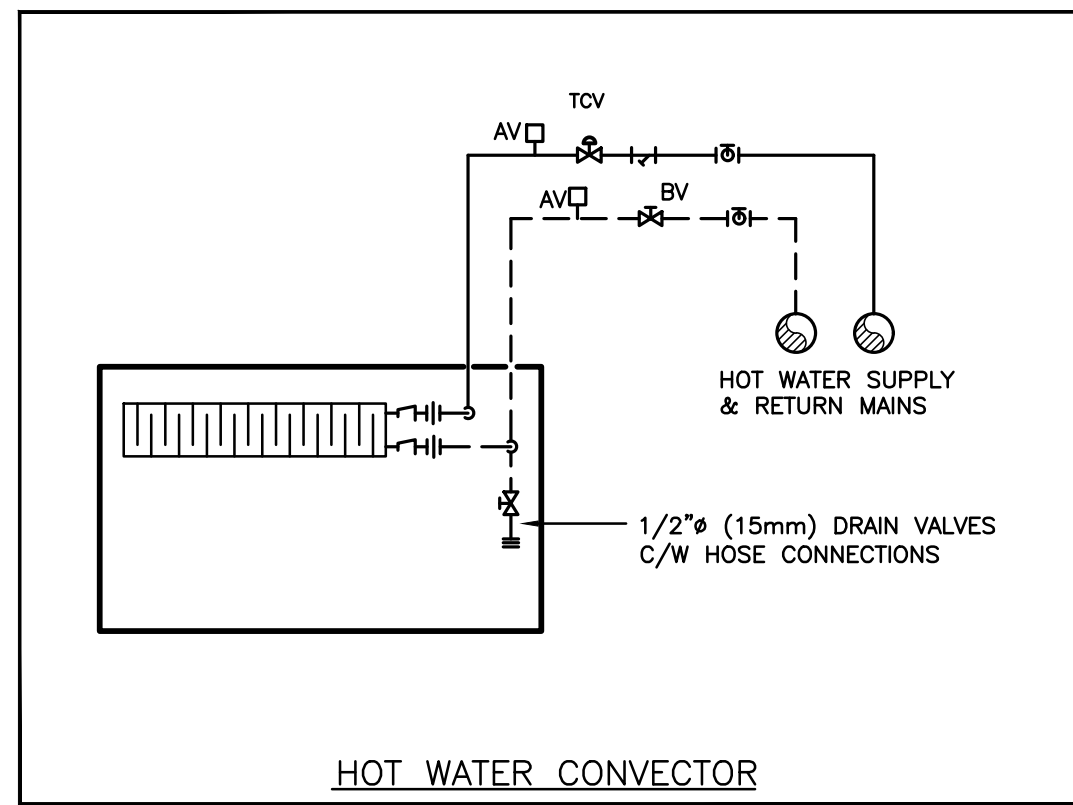 TCV
AV
AV
BV
HOT WATER SUPPLY
& RETURN MAINS
1/2"ø (15mm) DRAIN VALVES
C/W HOSE CONNECTIONS
HOT WATER CONVECTOR